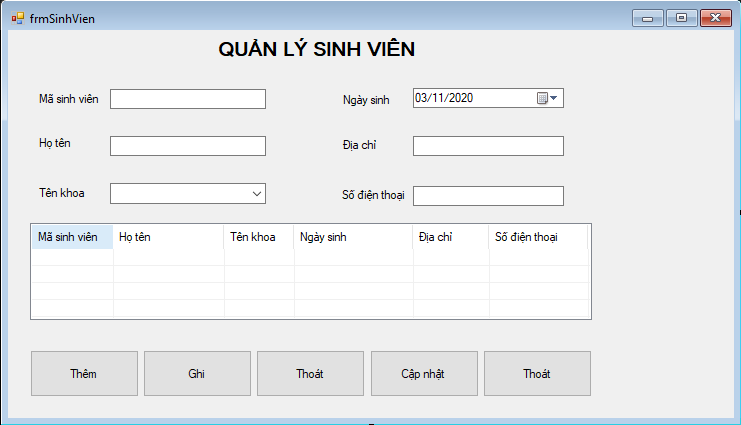 frmSinhVien
QUẢN LÝ SINH VIÊN
Mã sinh viên
Ngày sinh 03/11/2020
Họ tên
Địa chỉ
Tên khoa
Số điện thoại
Mã sinh viên Họ tên Tên khoa Ngày sinh Địa chỉ Số điện thoại
Thêm Ghi Thoát Cập nhật Thoát